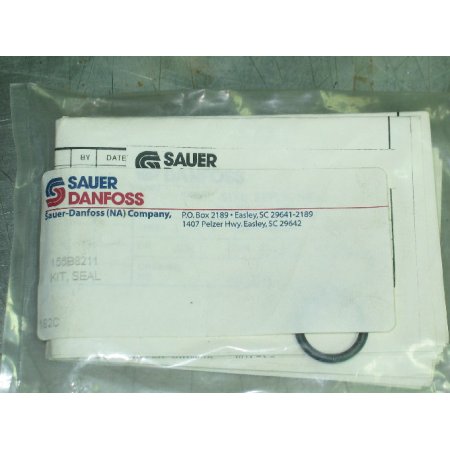 BY DATE
SAUER
SAUER
DANFOSS
Sauer-Danfoss (NA) Company,
P.O. Box 2189 • Easley, SC 29641-2189
1407 Pelzer Hwy. Easley, SC 29642
156B8211
KIT, SEAL